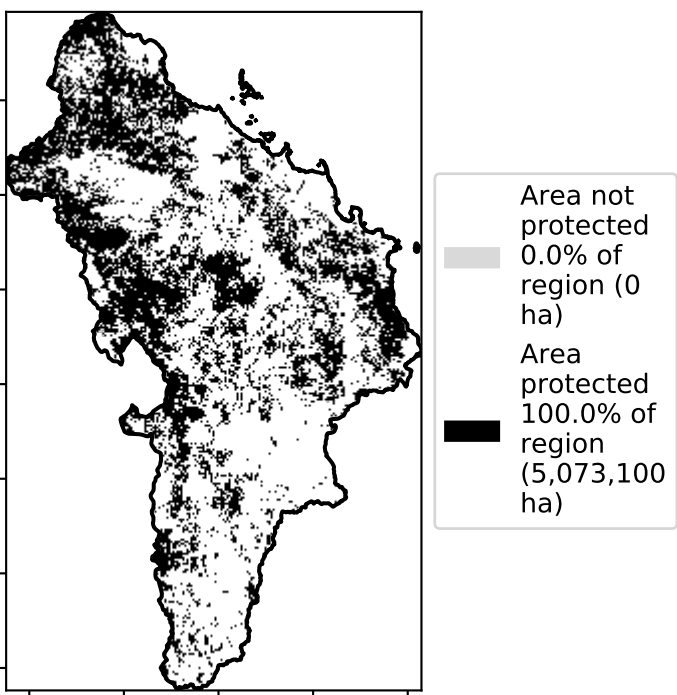 Area not
protected
0.0% of
region (0
ha)
Area
protected
100.0% of
region
(5,073,100
ha)